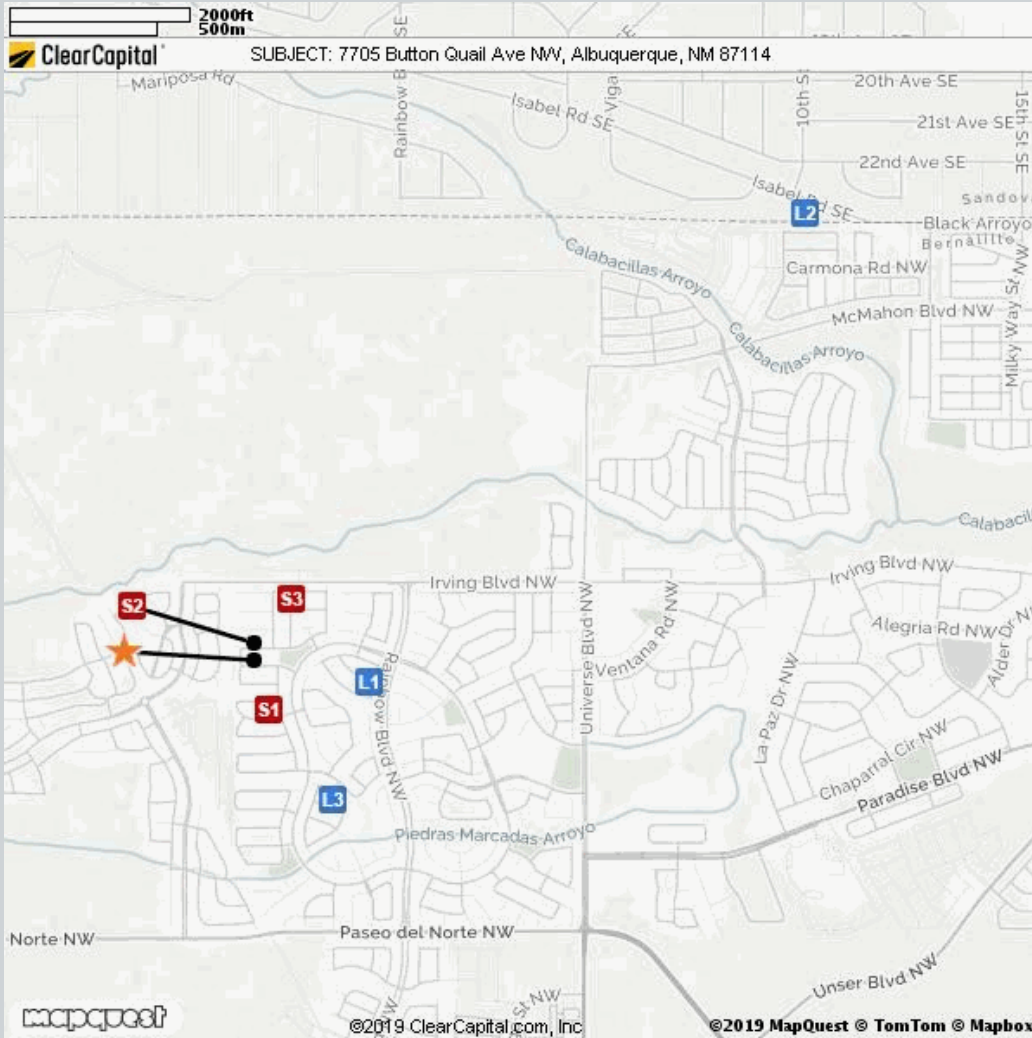 2000ft
500m
ClearCapital
SUBJECT: 7705 Button Quail Ave NW, Albuquerque, NM 87114
Mariposa Rd
Rainbow B
SE
Isabel Rd SE
Viga
10th S
20th Ave SE
21st Ave SE
15th St SE
22nd Ave SE
Isabel Rd SE
L2
Sandov
Black Arroyo
Bernalillo
Calabacillas Arroyo
Carmona Rd NW
McMahon Blvd NW
Milky Way St NW
Calabacillas Arroyo
Calabacil
Irving Blvd NW
Irving Blvd NW
S2
S3
Universe Blvd NW
Ventana Rd NW
Alegria Rd NW
Alder Dr N
L1
Rainbow Blvd NW
S1
La Paz Dr NW
Chaparral Cir NW
Paradise Blvd NW
L3
Piedras Marcadas Arroyo
Norte NW
Paseo del Norte NW
Unser Blvd NW
NW
St NW
mapquest
©2019 ClearCapital.com, Inc
©2019 MapQuest © TomTom © Mapbox